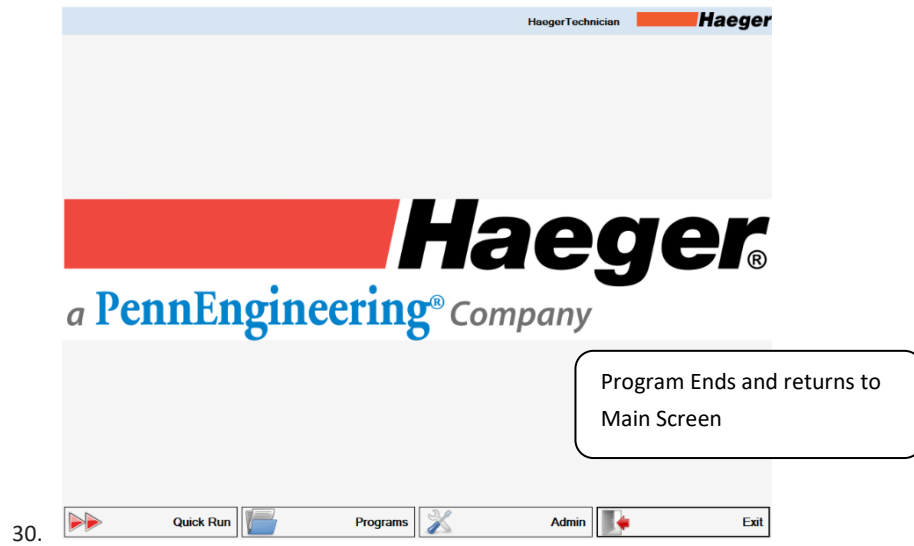 HaegerTechnician Haeger
Haeger®
a PennEngineering® Company
Program Ends and returns to
Main Screen
30. Quick Run Programs Admin Exit